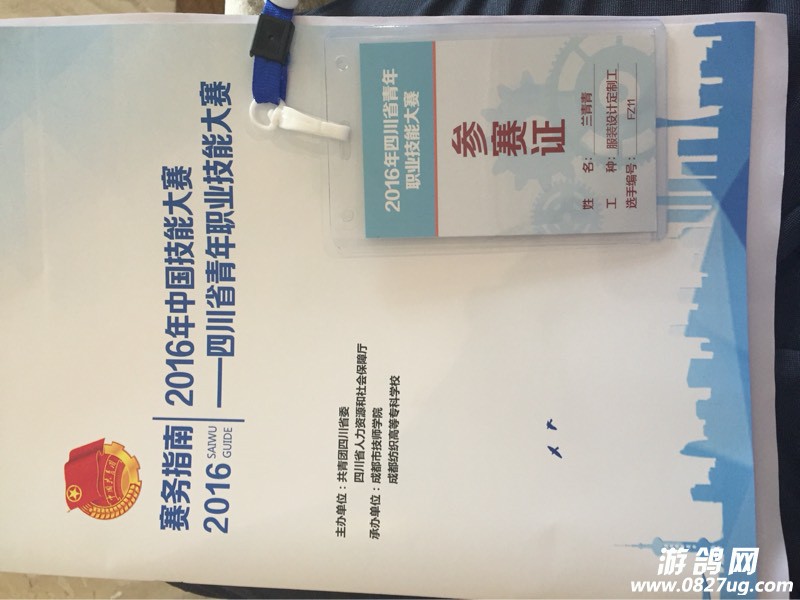 赛务指南
2016 SAIWU GUIDE
2016年中国技能大赛
——四川省青年职业技能大赛
主办单位：共青团四川省委
四川省人力资源和社会保障厅
承办单位：成都市技师学院
成都纺织高等专科学校
2016年四川省青年
职业技能大赛
参赛证
姓 名： 兰青青
工 种： 服装设计定制工
选手编号： FZ11
中国共青团
游鸽网
www.0827ug.com